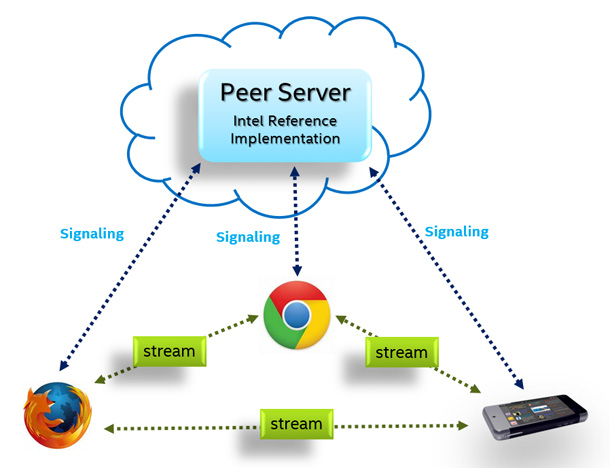 Peer Server
Intel Reference
Implementation
Signaling
Signaling
Signaling
stream
stream
stream